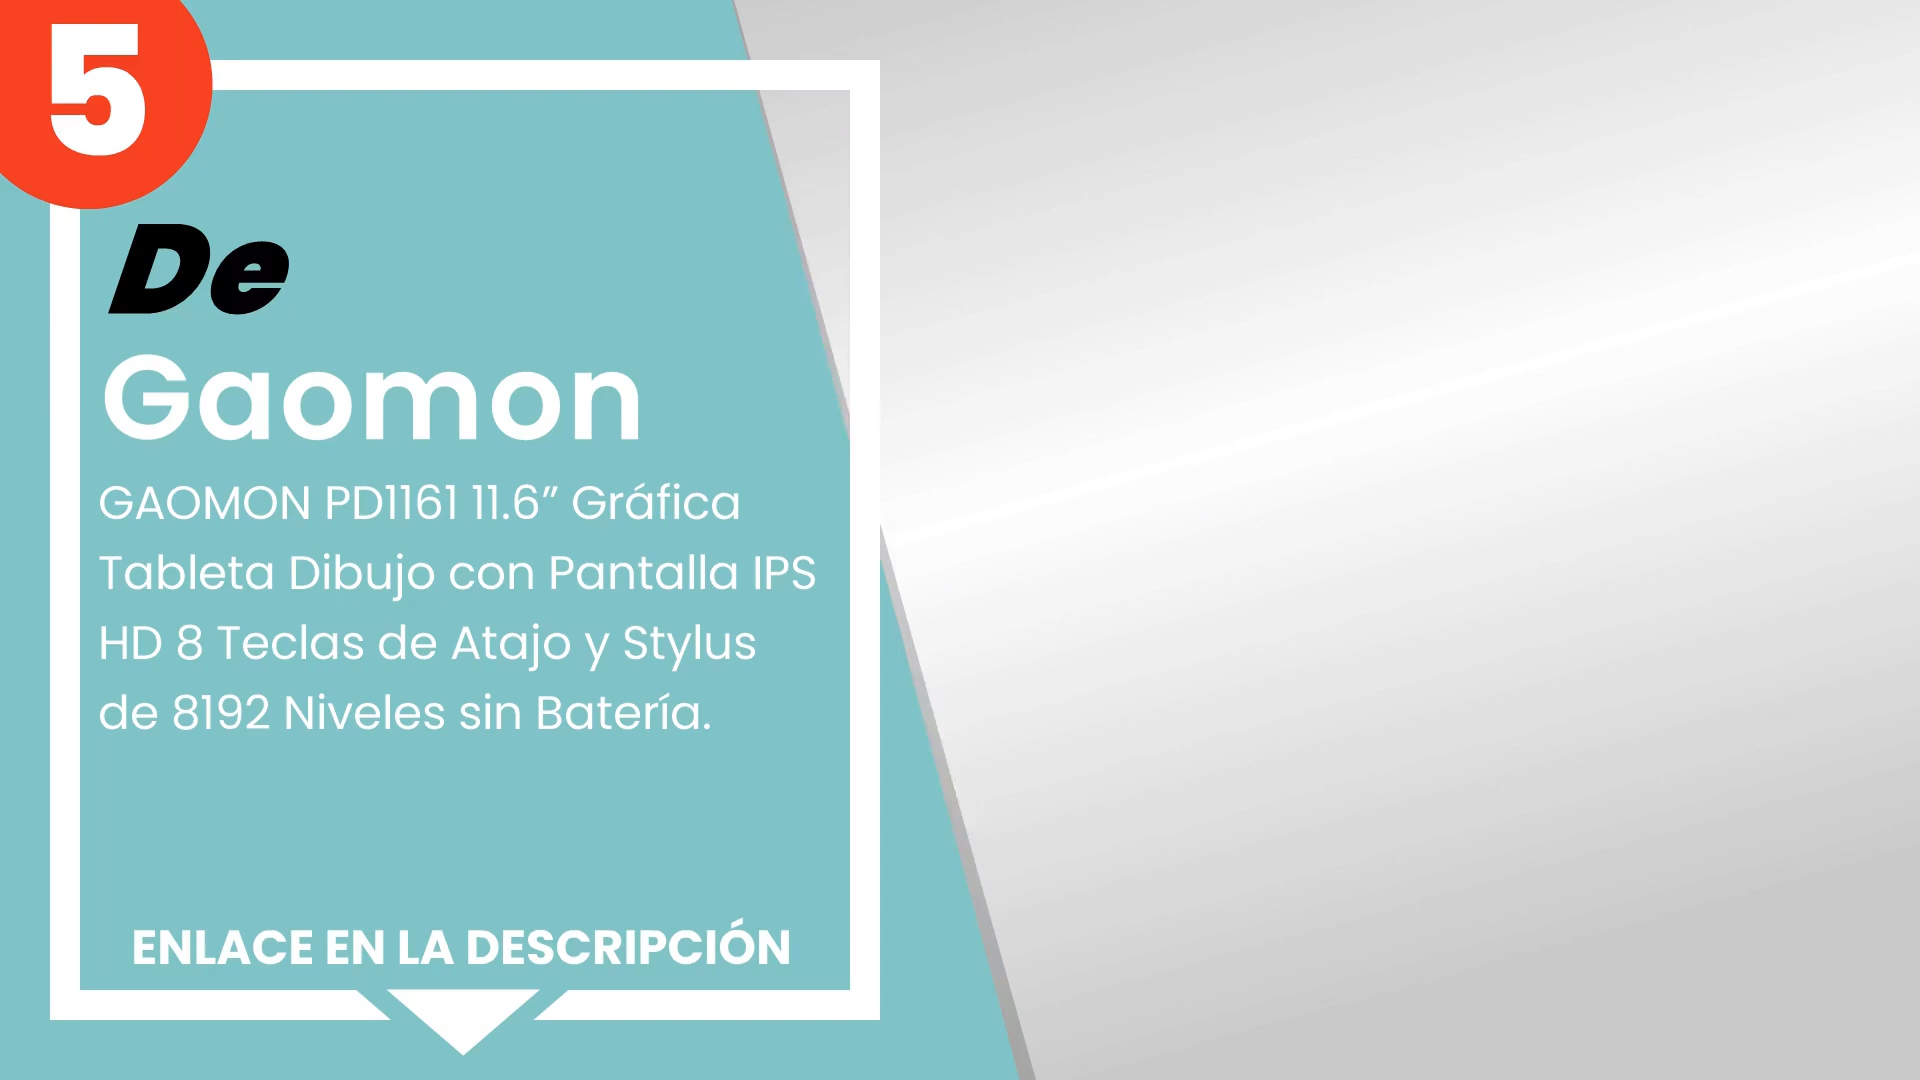 5
De
Gaomon
GAOMON PD1161 11.6” Gráfica
Tableta Dibujo con Pantalla IPS
HD 8 Teclas de Atajo y Stylus
de 8192 Niveles sin Batería.
ENLACE EN LA DESCRIPCIÓN